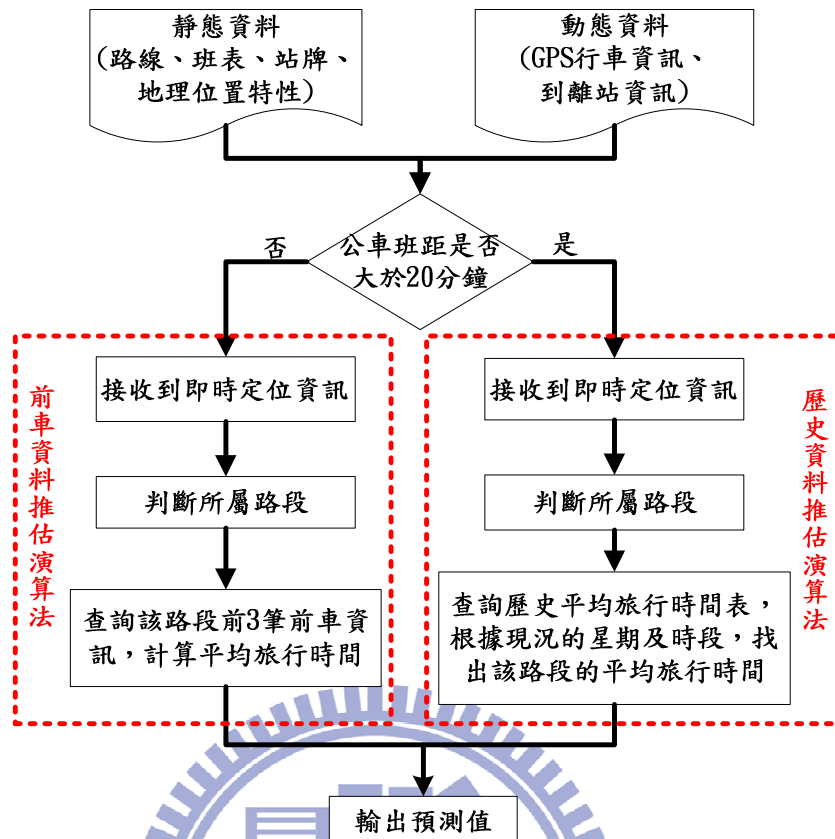 靜態資料
(路線、班表、站牌、
地理位置特性)
動態資料
(GPS行車資訊、
到離站資訊)
公車班距是否
大於20分鐘
否
是
前車資料推估演算法
接收到即時定位資訊
判斷所屬路段
查詢該路段前3筆前車資
訊，計算平均旅行時間
歷史資料推估演算法
接收到即時定位資訊
判斷所屬路段
查詢歷史平均旅行時間表，
根據現況的星期及時段，找
出該路段的平均旅行時間
輸出預測值